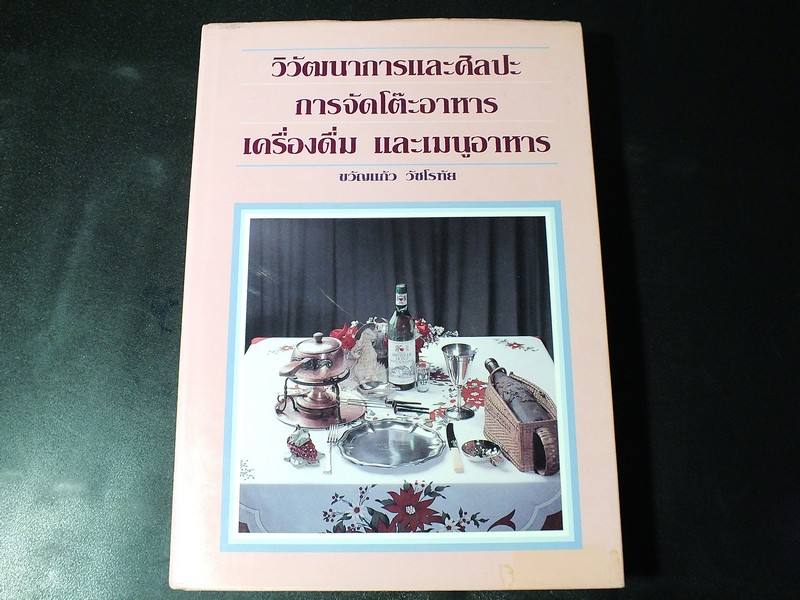 วิวัฒนาการและศิลปะ
การจัดโต๊ะอาหาร
เครื่องดื่ม และเมนูอาหาร
ขวัญแก้ว วัชโรทัย